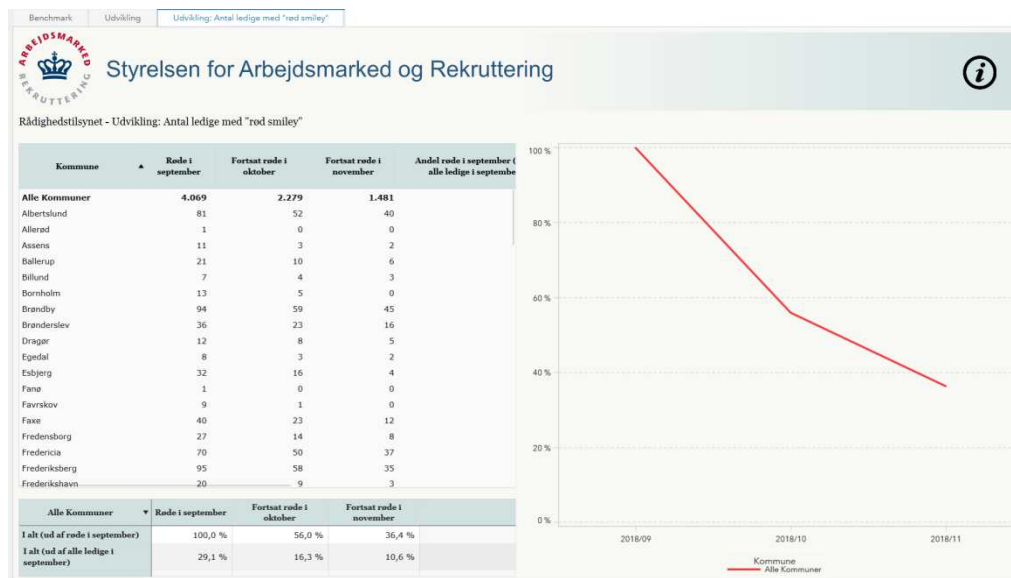 Benchmark Udvikling Udvikling: Antal ledige med "rød smiley"
ARBEJDSMARKED
REKRUTTERING
Styrelsen for Arbejdsmarked og Rekruttering
i
Rådighedstilsynet - Udvikling: Antal ledige med "rød smiley"
Kommune Røde i september Fortsat røde i oktober Fortsat røde i november Andel røde i september ( alle ledige i septembe
Alle Kommuner 4.069 2.279 1.481
Albertslund 81 52 40
Allerød 1 0 0
Assens 11 3 2
Ballerup 21 10 6
Billund 7 4 3
Bornholm 13 5 0
Brøndby 94 59 45
Brønderslev 36 23 16
Dragør 12 8 5
Egedal 8 3 2
Esbjerg 32 16 4
Fanø 1 0 0
Favrskov 9 1 0
Faxe 40 23 12
Fredensborg 27 14 8
Fredericia 70 50 37
Frederiksberg 95 58 35
Frederikshavn 20 9 3
Alle Kommuner Røde i september Fortsat røde i oktober Fortsat røde i november
I alt (ud af røde i september) 100,0 % 56,0 % 36,4 %
I alt (ud af alle ledige i september) 29,1 % 16,3 % 10,6 %
100 %
80 %
60 %
40 %
20 %
0 %
2018/09 2018/10 2018/11
Kommune
Alle Kommuner